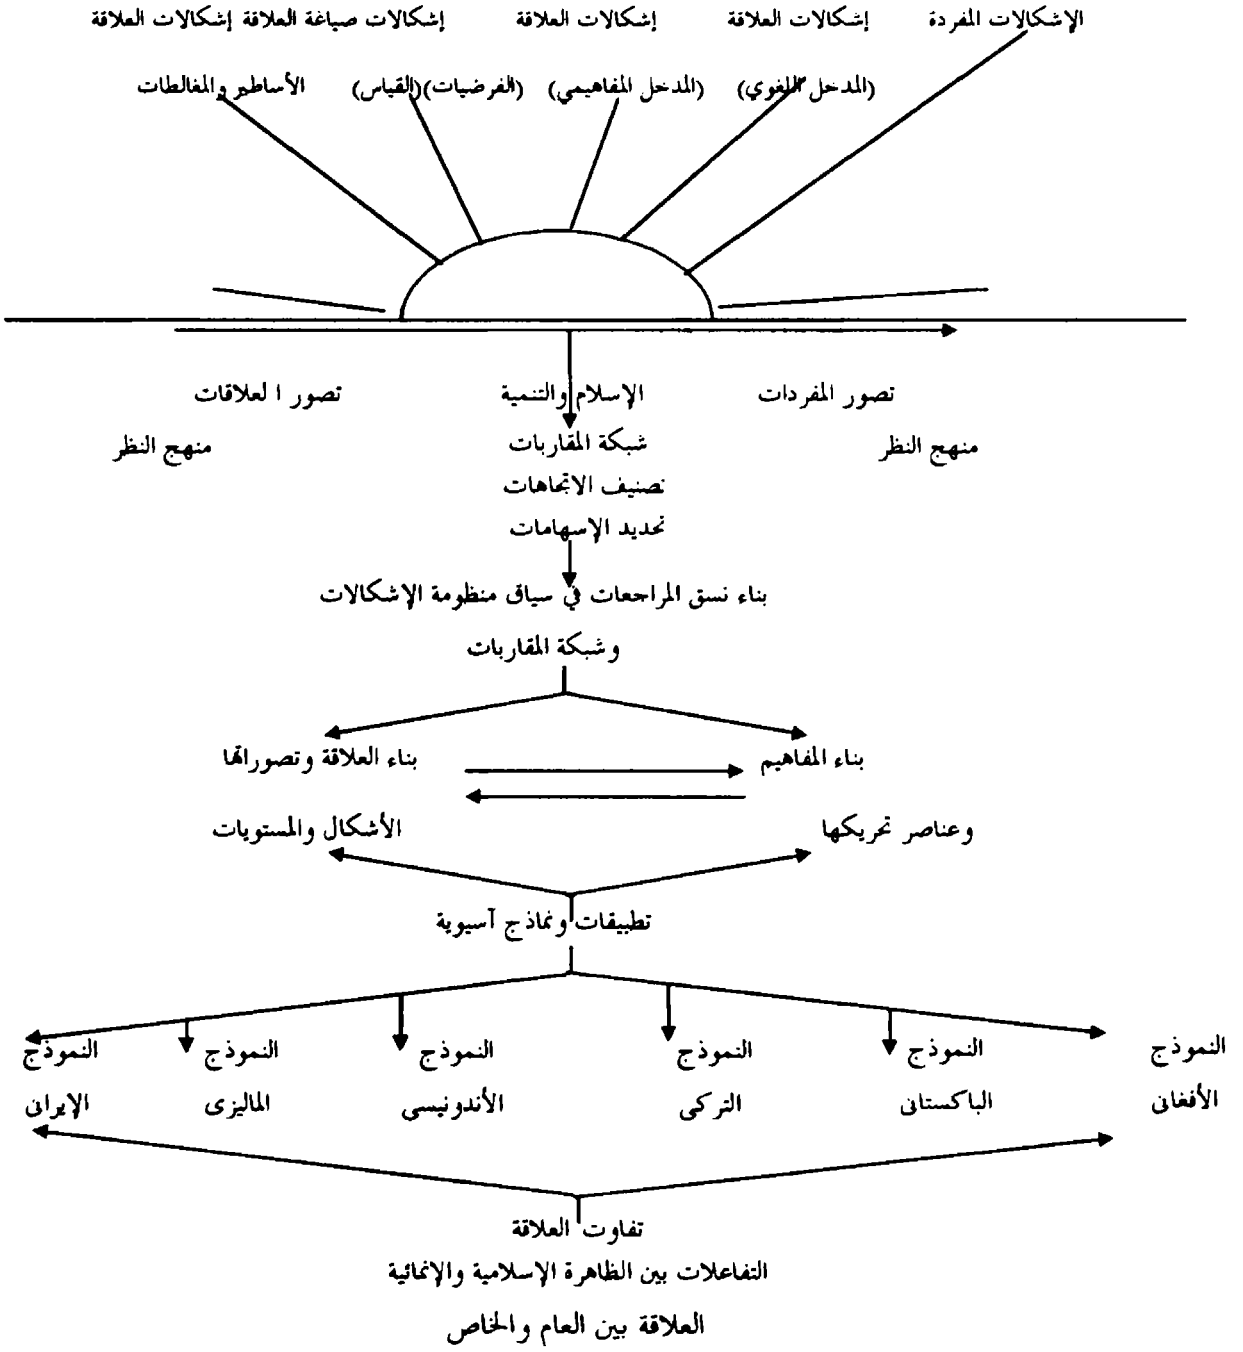 الإشكالات المفردة إشكالات العلاقة إشكالات العلاقة إشكالات صياغة العلاقة إشكالات العلاقة
(المدخل اللغوي) (المدخل المفاهيمي) (الفرضيات)(القياس) الأساطير والمغالطات
تصور المفردات الإسلام والتنمية تصور العلاقات
منهج النظر شبكة المقاربات منهج النظر
تصنيف الاتجاهات
تحديد الإسهامات
بناء نسق المراجعات في سياق منظومة الإشكالات
وشبكة المقاربات
بناء المفاهيم بناء العلاقة وتصوراتها
وعناصر تحريكها الأشكال والمستويات
تطبيقات ونماذج آسيوية
النموذج النموذج النموذج النموذج النموذج النموذج
الأفغانى الباكستانى التركى الأندونيسى الماليزى الإيرانى
تفاوت العلاقة
التفاعلات بين الظاهرة الإسلامية والإنمائية
العلاقة بين العام والخاص